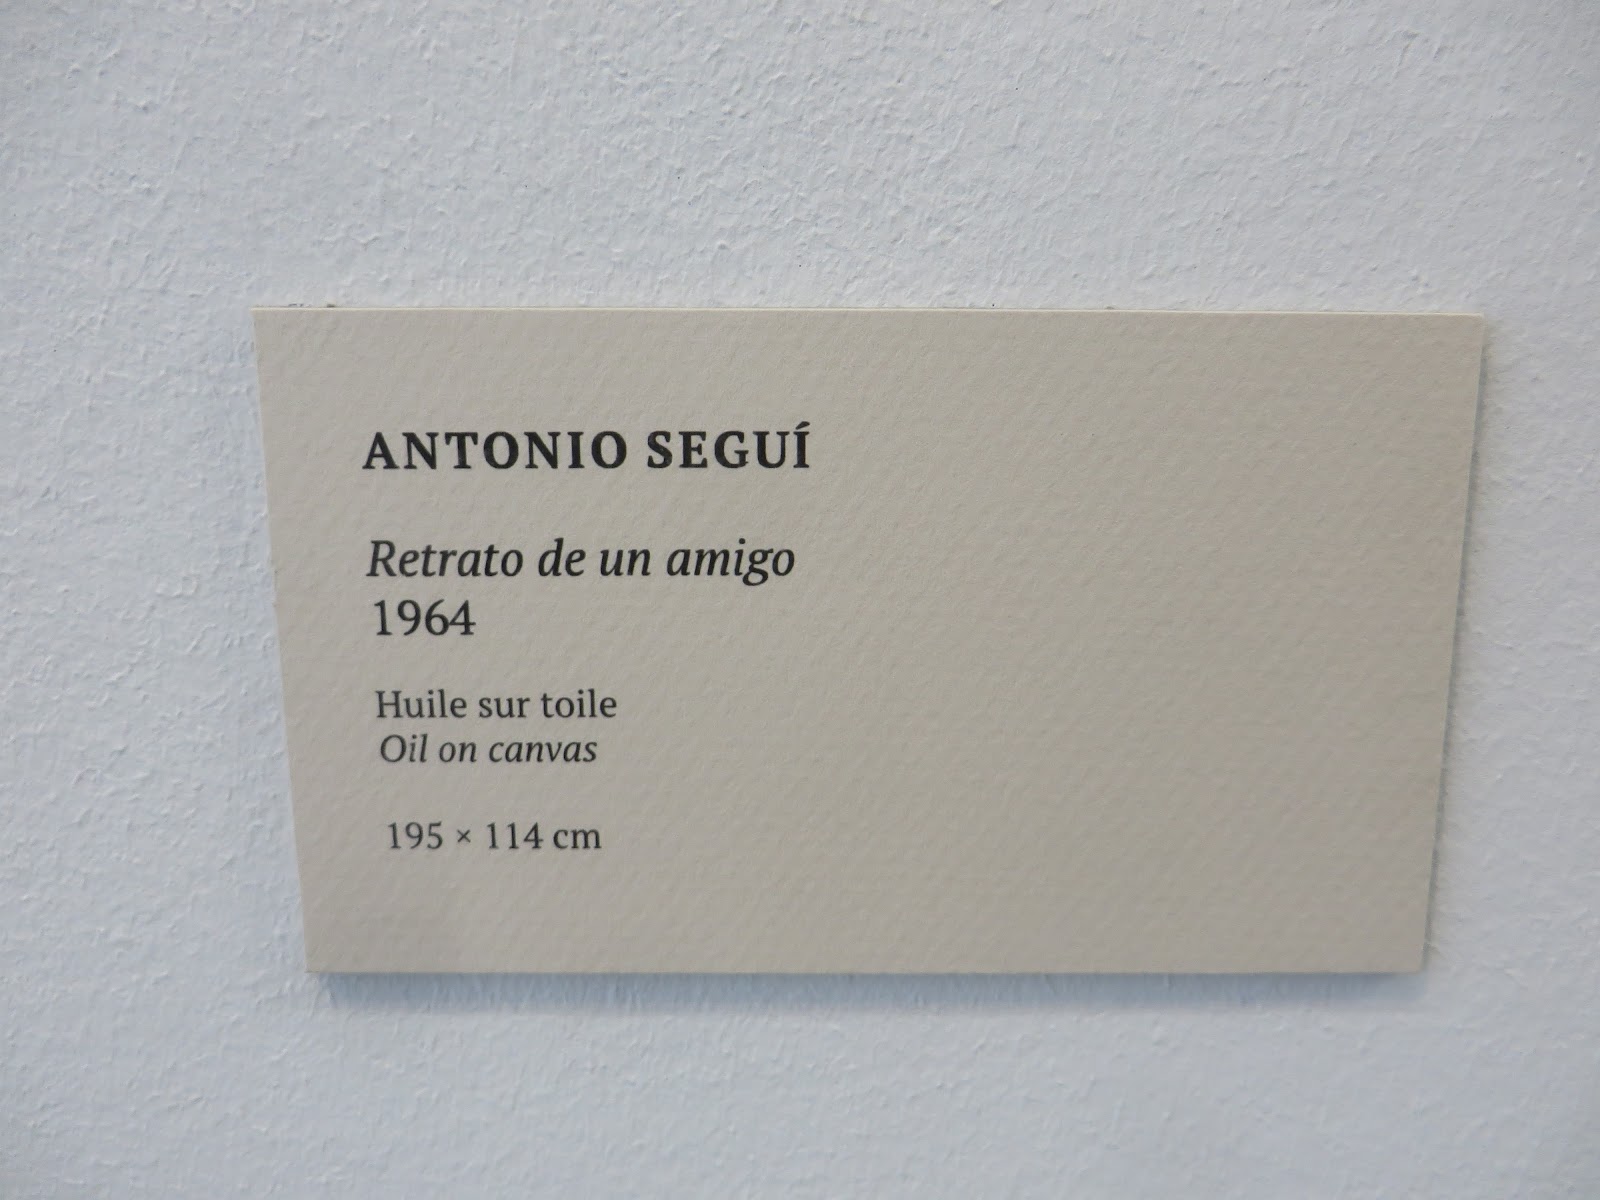 ANTONIO SEGUÍ
Retrato de un amigo
1964
Huile sur toile
Oil on canvas
195 × 114 cm